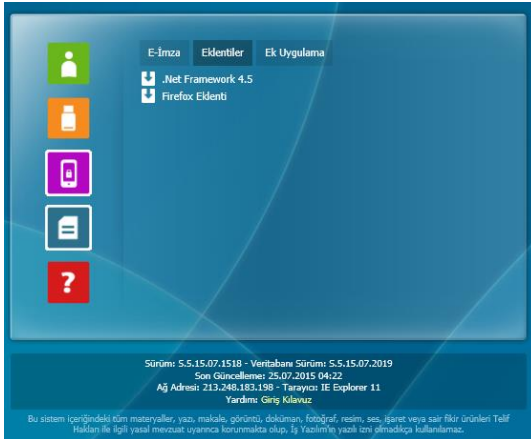 E-İmza Eklentiler Ek Uygulama
.Net Framework 4.5
Firefox Eklenti
?
Sürüm: S.5.15.07.1518 - Veritabanı Sürüm: S.5.15.07.2019
Son Güncelleme: 25.07.2015 04:22
Ağ Adresi: 213.248.183.198 - Tarayıcı: IE Explorer 11
Yardım: Giriş Kılavuz
Bu sistem içeriğindeki tüm materyaller, yazı, makale, görüntü, doküman, fotoğraf, resim, ses, işaret veya sair fikir ürünleri Telif
Hakları ile ilgili yasal mevzuat uyarınca korunmakta olup, İş Yazılım'ın yazılı izni olmadıkça kullanılamaz.